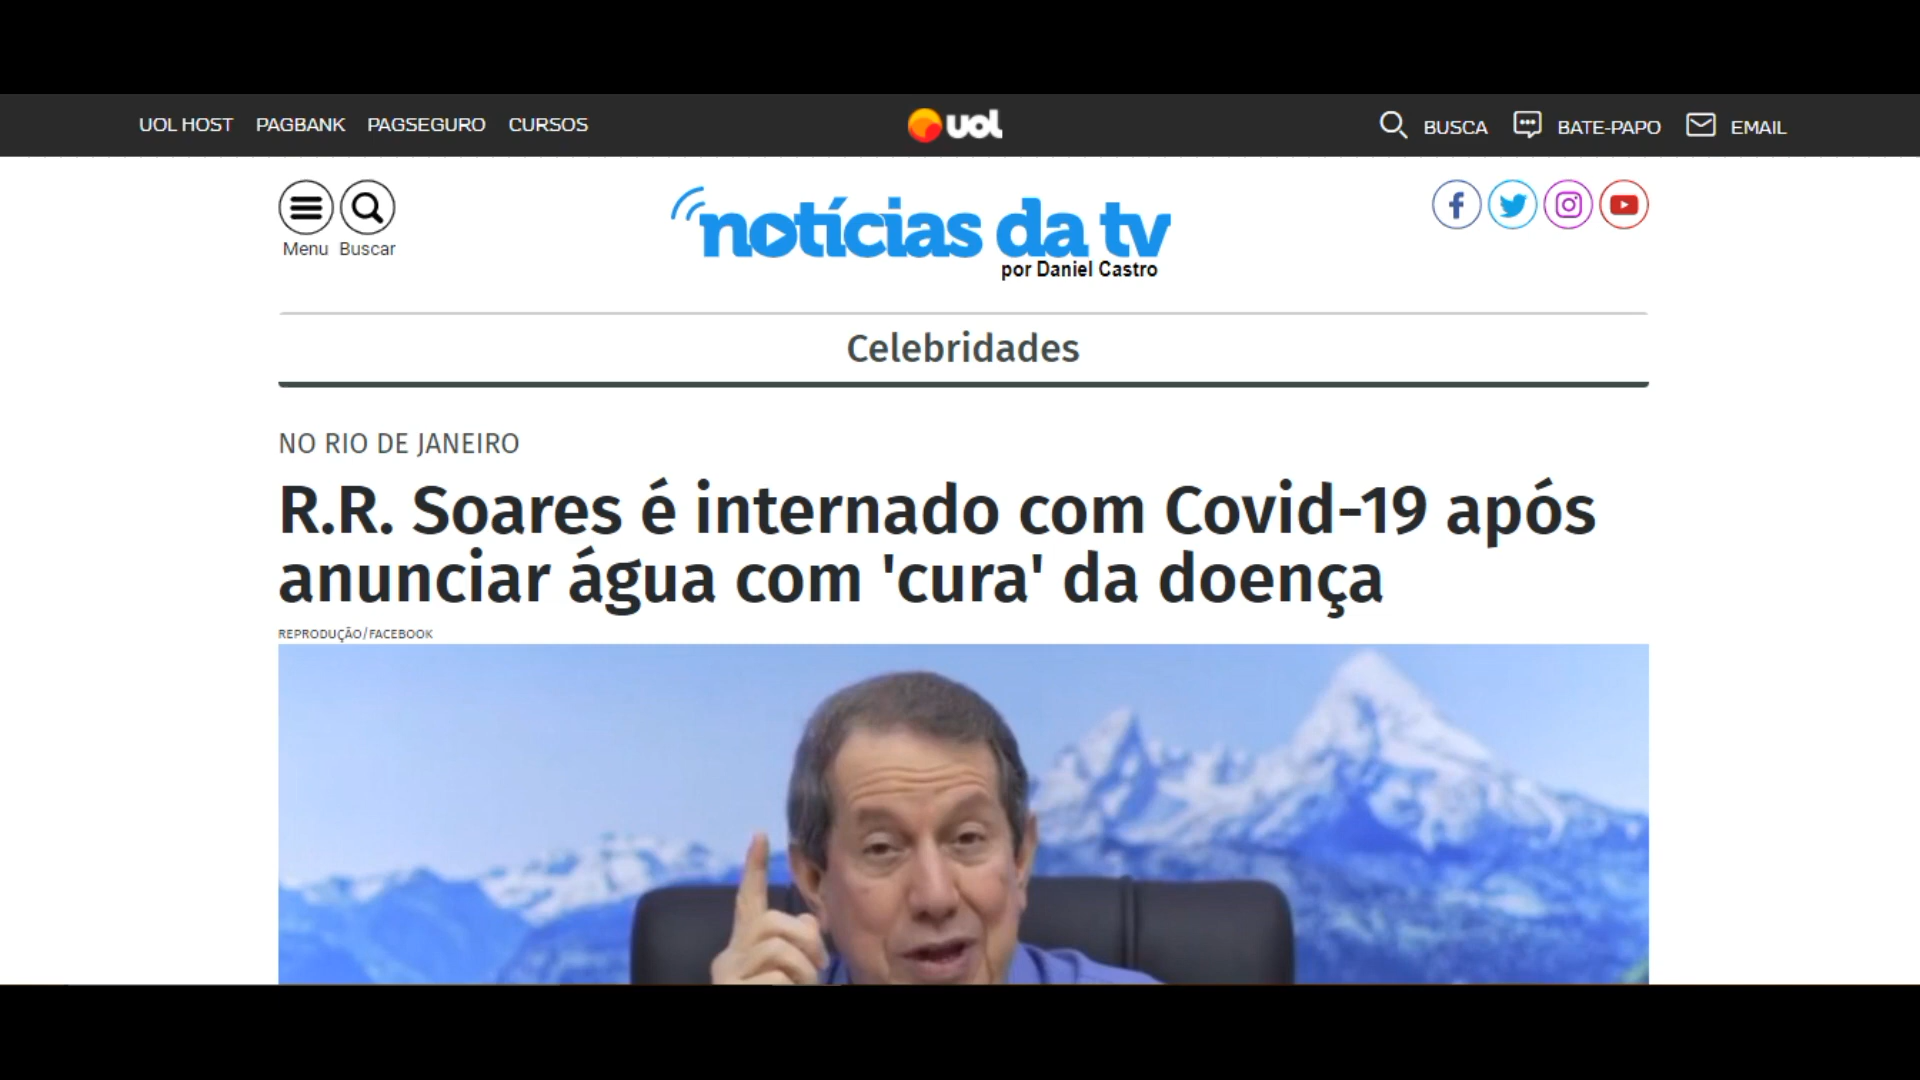 UOL HOST PAGBANK PAGSEGURO CURSOS uol BUSCA BATE-PAPO EMAIL
Menu Buscar
notícias da tv
por Daniel Castro
Celebridades
NO RIO DE JANEIRO
R.R. Soares é internado com Covid-19 após
anunciar água com 'cura' da doença
REPRODUÇÃO/FACEBOOK